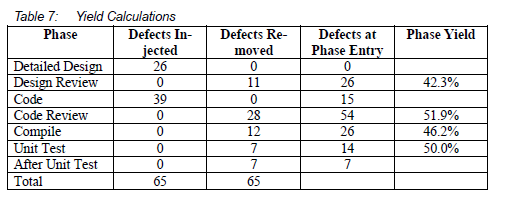 Table 7: Yield Calculations
Phase Defects In- Defects Re- Defects at Phase Yield
jected moved Phase Entry
Detailed Design 26 0 0
Design Review 0 11 26 42.3%
Code 39 0 15
Code Review 0 28 54 51.9%
Compile 0 12 26 46.2%
Unit Test 0 7 14 50.0%
After Unit Test 0 7 7
Total 65 65